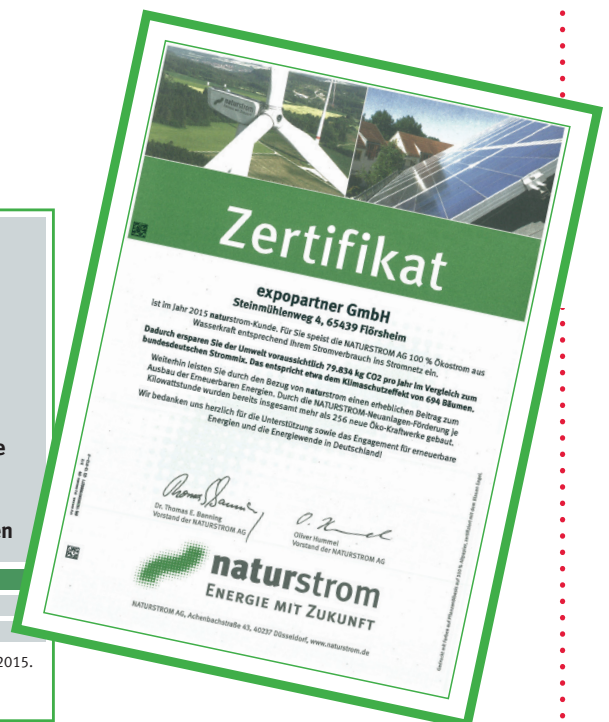 naturstrom
Zertifikat
expopartner GmbH
Steinmühlenweg 4, 65439 Flörsheim
ist im Jahr 2015 naturstrom-Kunde. Für Sie speist die NATURSTROM AG 100 % Ökostrom aus
Wasserkraft entsprechend Ihrem Stromverbrauch ins Stromnetz ein.
Dadurch ersparen Sie der Umwelt voraussichtlich 79.834 kg CO2 pro Jahr im Vergleich zum
bundesdeutschen Strommix. Das entspricht etwa dem Klimaschutzeffekt von 694 Bäumen.
Weiterhin leisten Sie durch den Bezug von naturstrom einen erheblichen Beitrag zum
Ausbau der Erneuerbaren Energien. Durch die NATURSTROM-Neuanlagen-Förderung je
Kilowattstunde wurden bereits insgesamt mehr als 256 neue Öko-Kraftwerke gebaut.
Wir bedanken uns herzlich für die Unterstützung sowie das Engagement für erneuerbare
Energien und die Energiewende in Deutschland!
Dr. Thomas E. Banning
Vorstand der NATURSTROM AG
Oliver Hummel
Vorstand der NATURSTROM AG
naturstrom
ENERGIE MIT ZUKUNFT
NATURSTROM AG, Achenbachstraße 43, 40237 Düsseldorf, www.naturstrom.de
e
en
2015.